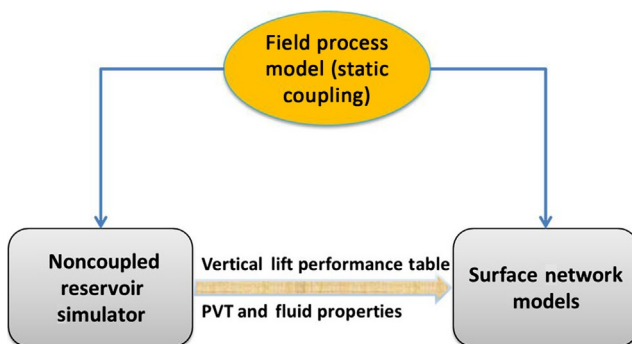 Field process
model (static
coupling)
Noncoupled
reservoir
simulator
Vertical lift performance table
PVT and fluid properties
Surface network
models